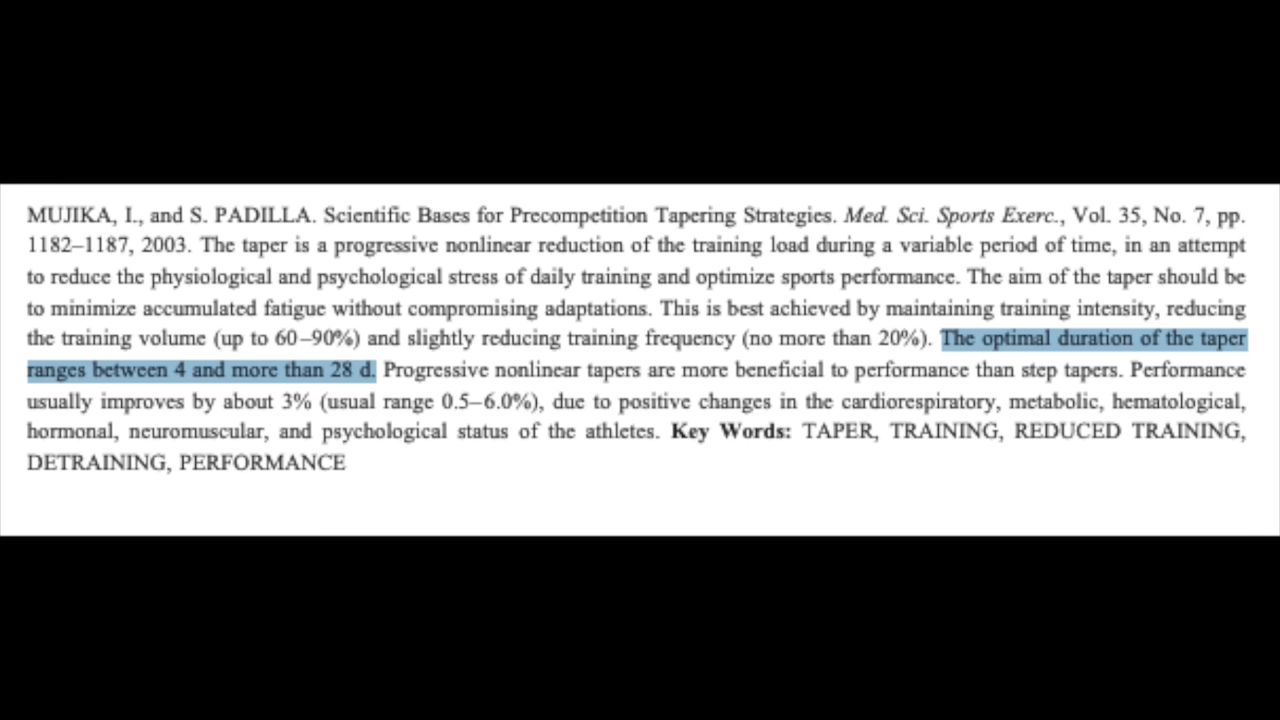 MUJIKA, I., and S. PADILLA. Scientific Bases for Precompetition Tapering Strategies. Med. Sci. Sports Exerc., Vol. 35, No. 7, pp.
1182–1187, 2003. The taper is a progressive nonlinear reduction of the training load during a variable period of time, in an attempt
to reduce the physiological and psychological stress of daily training and optimize sports performance. The aim of the taper should be
to minimize accumulated fatigue without compromising adaptations. This is best achieved by maintaining training intensity, reducing
the training volume (up to 60–90%) and slightly reducing training frequency (no more than 20%). The optimal duration of the taper
ranges between 4 and more than 28 d. Progressive nonlinear tapers are more beneficial to performance than step tapers. Performance
usually improves by about 3% (usual range 0.5–6.0%), due to positive changes in the cardiorespiratory, metabolic, hematological,
hormonal, neuromuscular, and psychological status of the athletes. Key Words: TAPER, TRAINING, REDUCED TRAINING,
DETRAINING, PERFORMANCE